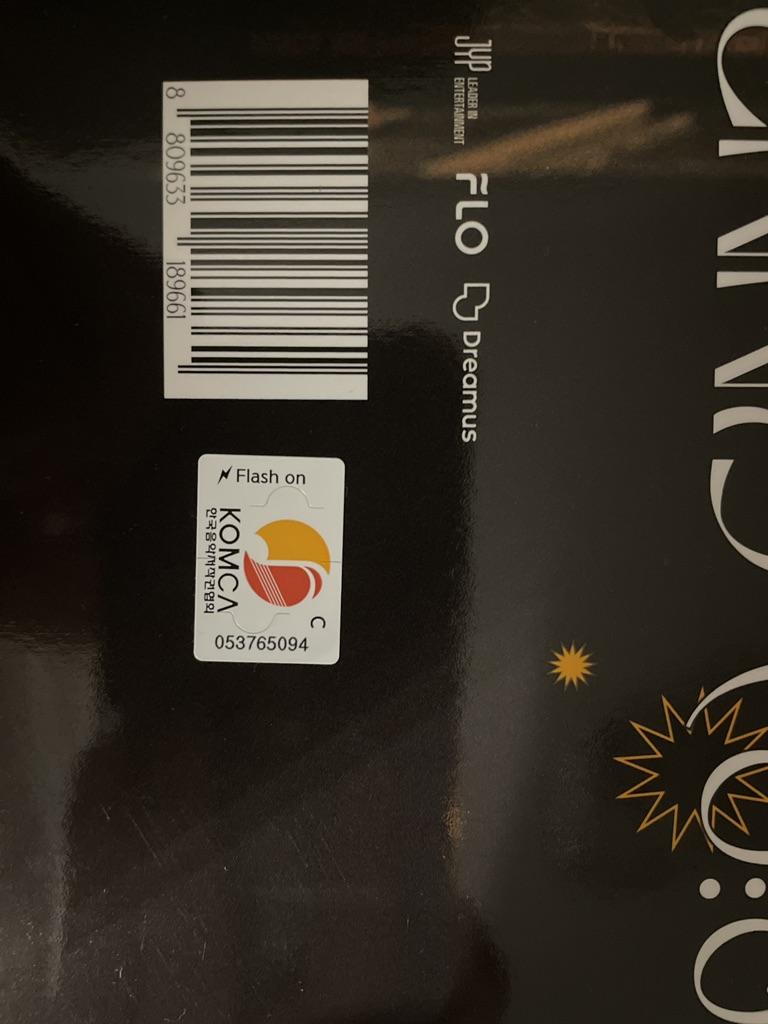 JYP
LEADER IN
ENTERTAINMENT
FLO
Dreamus
8 809633 189661
Flash on
KOMCA
한국음악저작권협회
C
053765094